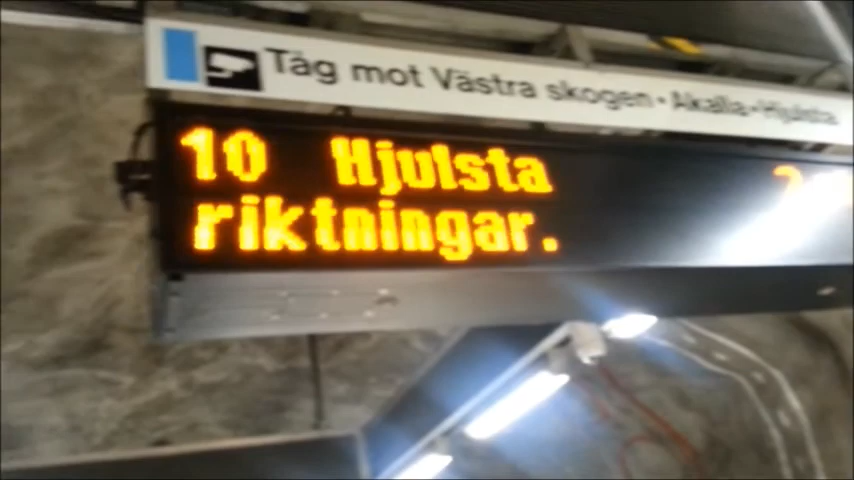 Tåg mot Västra skogen • Akalla - Hjulsta
10 Hjulsta
riktningar.